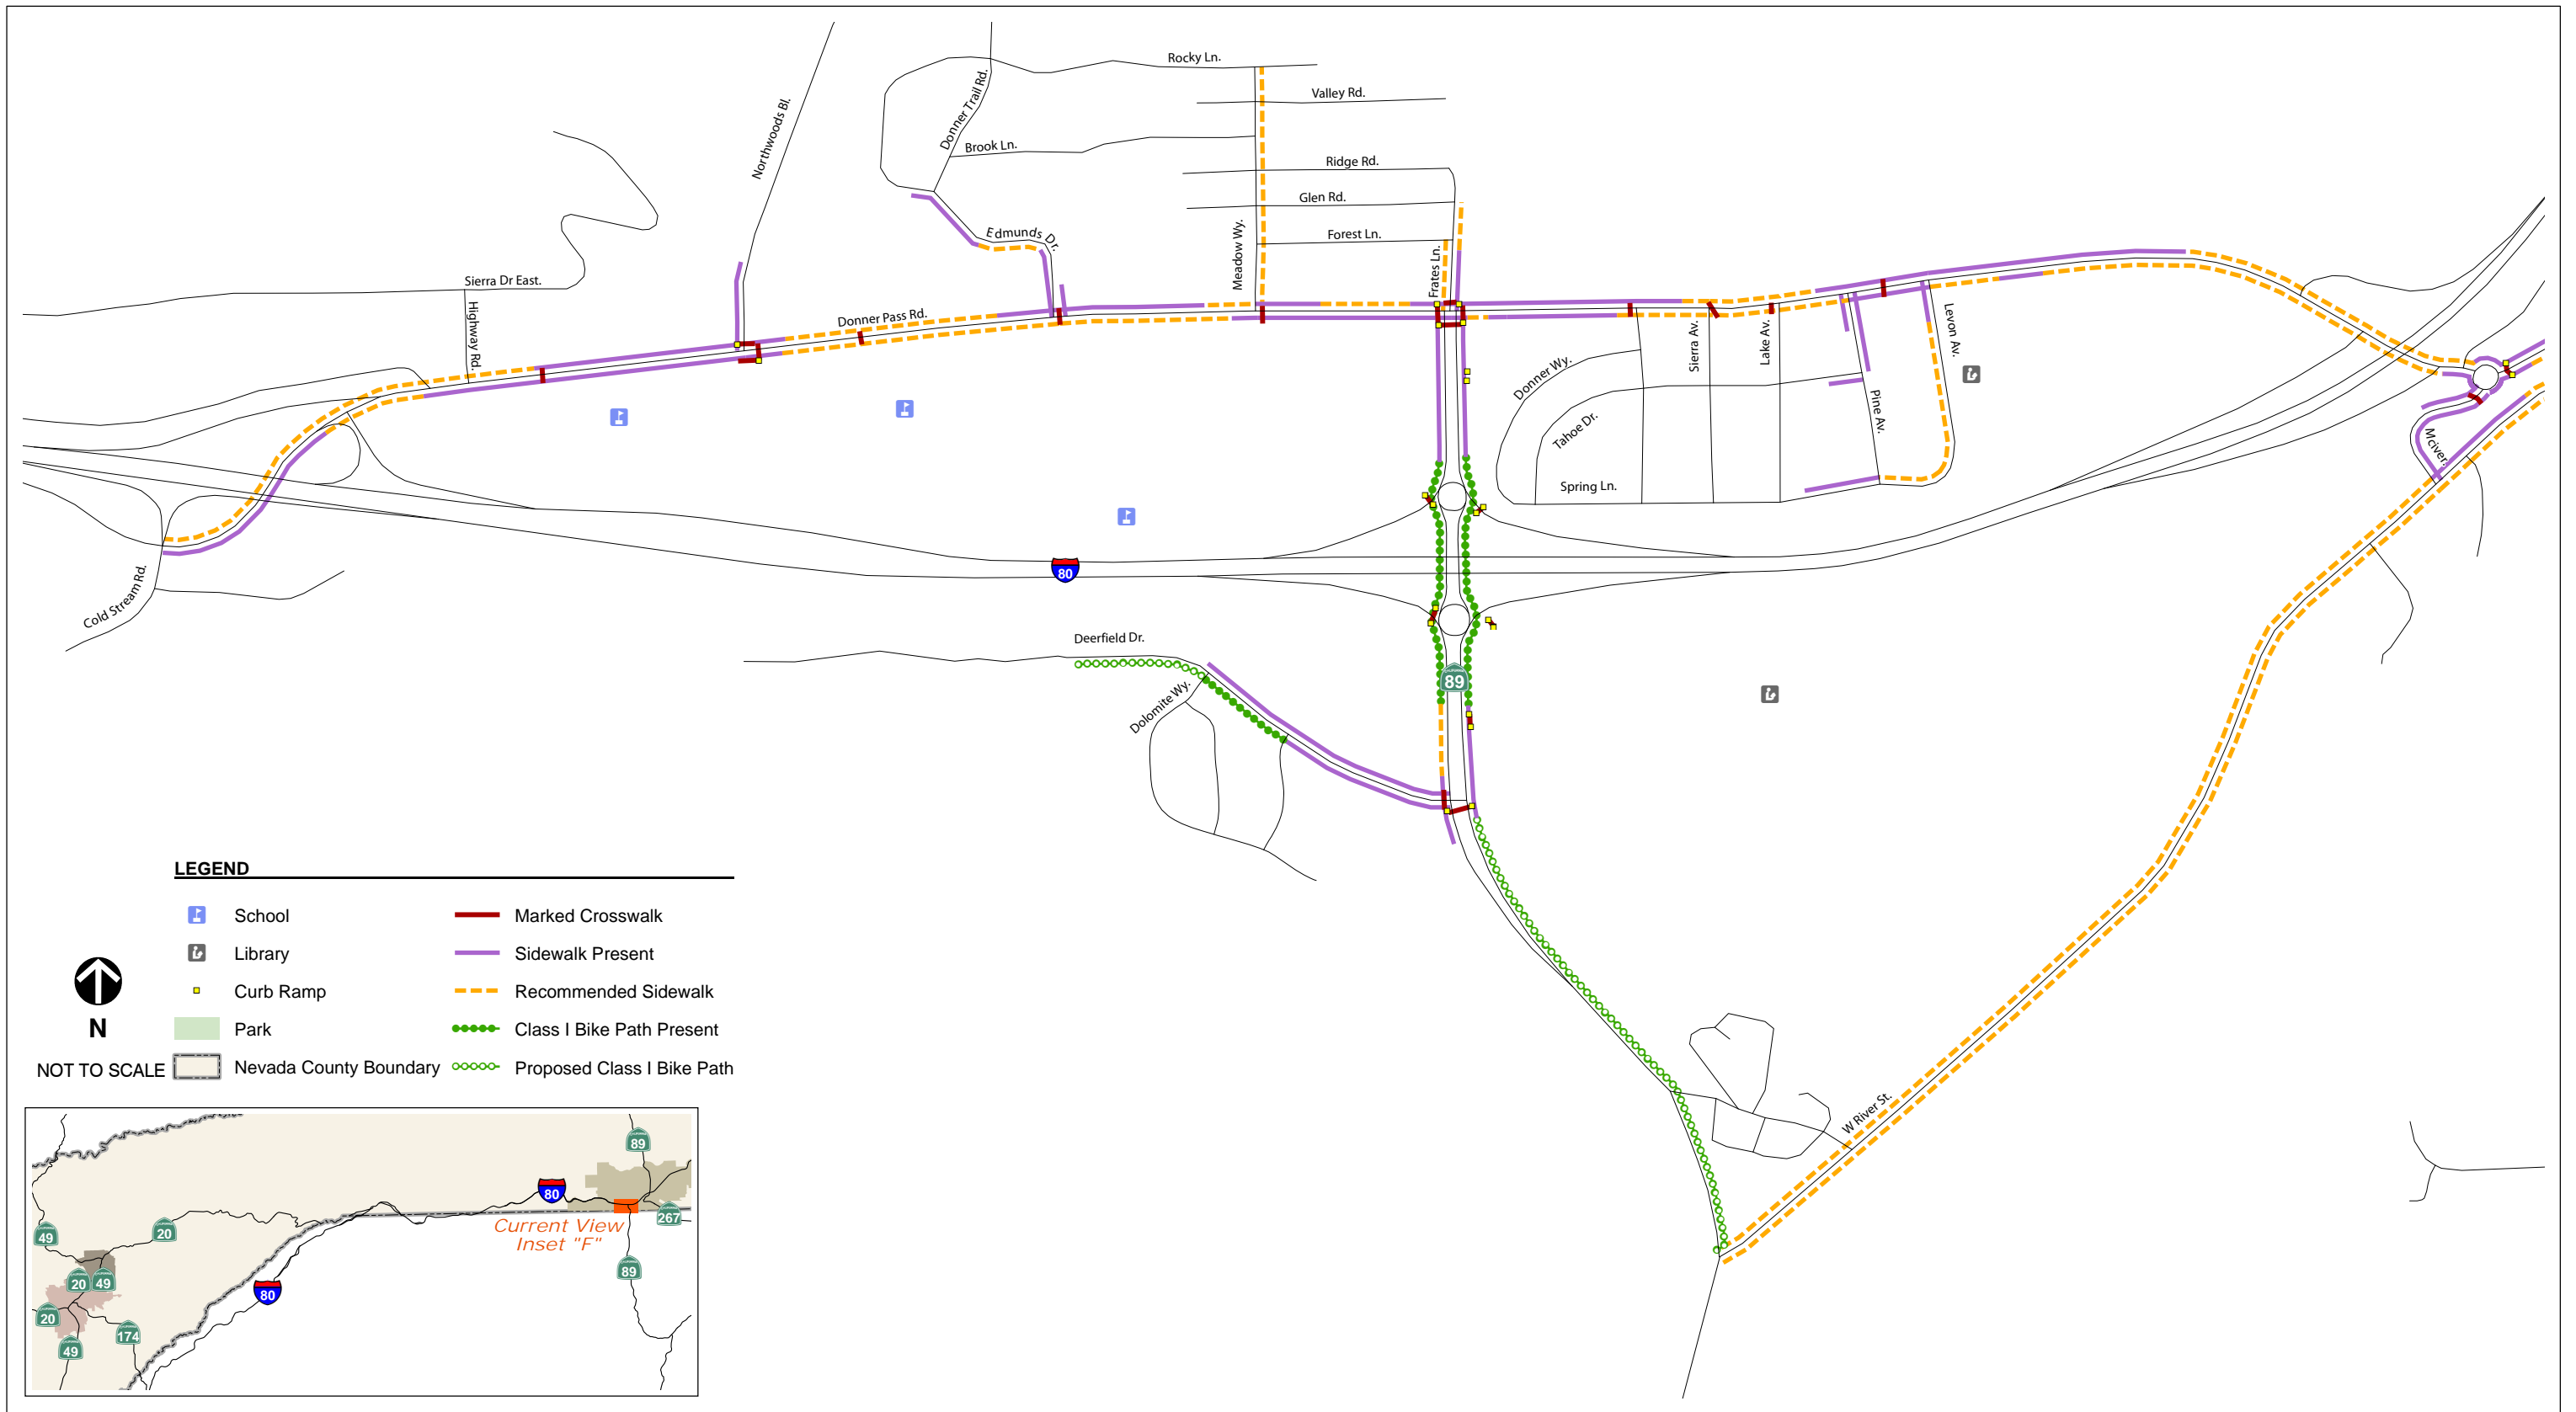 Rocky Ln.
Valley Rd.
Donner Trail Rd.
Northwoods Bl.
Brook Ln.
Ridge Rd.
Glen Rd.
Meadow Wy.
Forest Ln.
Edmunds Dr.
Frates Ln.
Sierra Dr East.
Highway Rd.
Donner Pass Rd.
Sierra Av.
Lake Av.
Levon Av.
Donner Wy.
Tahoe Dr.
Pine Av.
Mciver.
Spring Ln.
80
Cold Stream Rd.
Deerfield Dr.
89
Dolomite Wy.
W River St.
LEGEND
School
Library
Curb Ramp
Park
Nevada County Boundary
Marked Crosswalk
Sidewalk Present
Recommended Sidewalk
Class I Bike Path Present
Proposed Class I Bike Path
N
NOT TO SCALE
89
80
267
Current View
Inset "F"
49
20
89
20
49
80
20
174
49